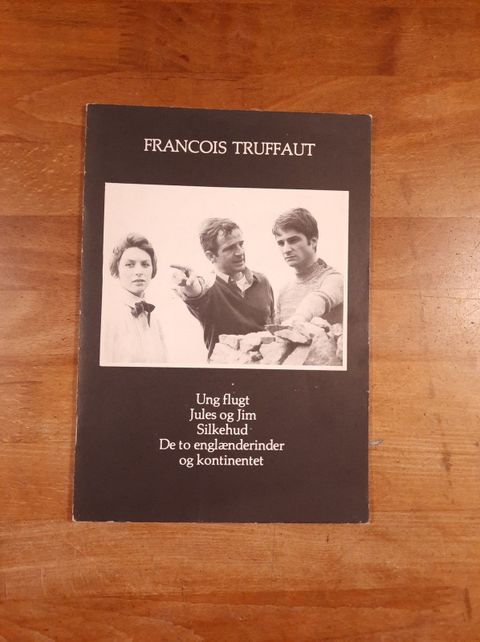 FRANCOIS TRUFFAUT
Ung flugt
Jules og Jim
Silkehud
De to englænderinder
og kontinentet